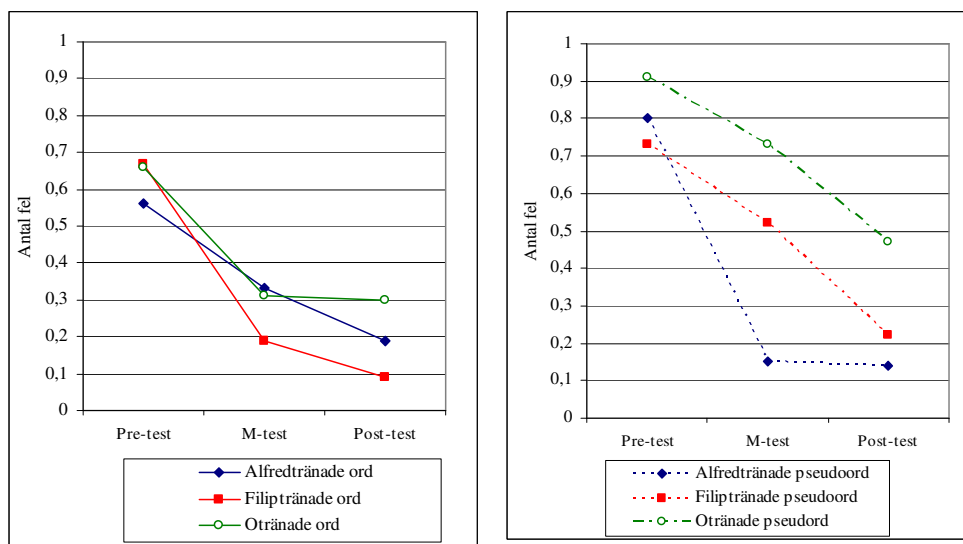 1
0,9
0,8
0,7
0,6
0,5
0,4
0,3
0,2
0,1
0
Antal fel
Pre-test M-test Post-test
Alfredtränade ord
Filiptränade ord
Otränade ord
1
0,9
0,8
0,7
0,6
0,5
0,4
0,3
0,2
0,1
0
Antal fel
Pre-test M-test Post-test
Alfredtränade pseudoord
Filiptränade pseudoord
Otränade pseudord